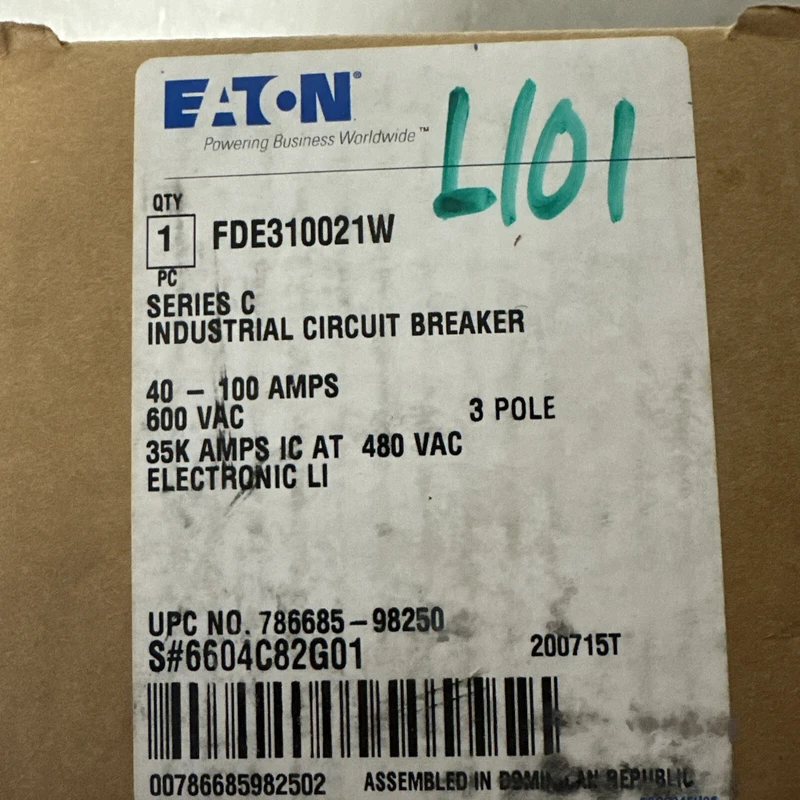 EATON®
Powering Business Worldwide™
L101
QTY
1 FDE310021W
PC
SERIES C
INDUSTRIAL CIRCUIT BREAKER
40 – 100 AMPS
600 VAC 3 POLE
35K AMPS IC AT 480 VAC
ELECTRONIC LI
UPC NO. 786685–98250
S#6604C82G01 200715T
00786685982502 ASSEMBLED IN DOMINICAN REPUBLIC